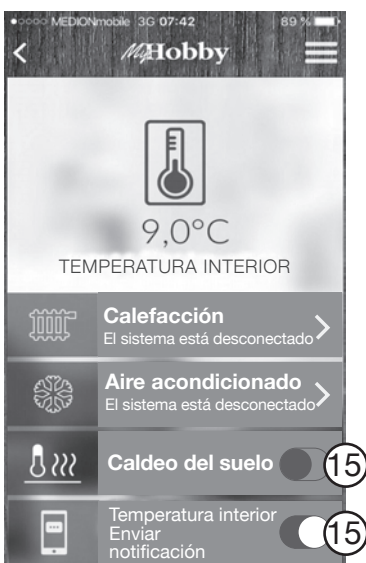 MEDIONmobile 3G 07:42 89 %
MyHobby
9,0°C
TEMPERATURA INTERIOR
Calefacción
El sistema está desconectado
Aire acondicionado
El sistema está desconectado
Caldeo del suelo 15
Temperatura interior
Enviar 15
notificación